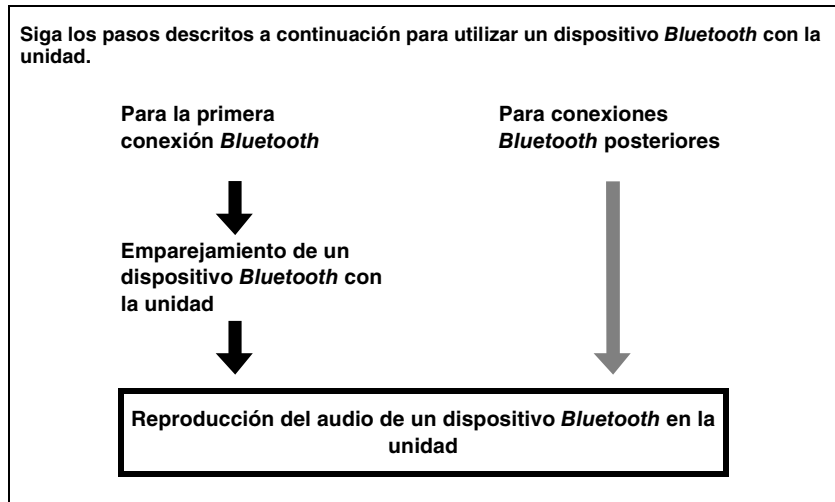 Siga los pasos descritos a continuación para utilizar un dispositivo Bluetooth con la
unidad.
Para la primera
conexión Bluetooth
Para conexiones
Bluetooth posteriores
Emparejamiento de un
dispositivo Bluetooth con
la unidad
Reproducción del audio de un dispositivo Bluetooth en la
unidad